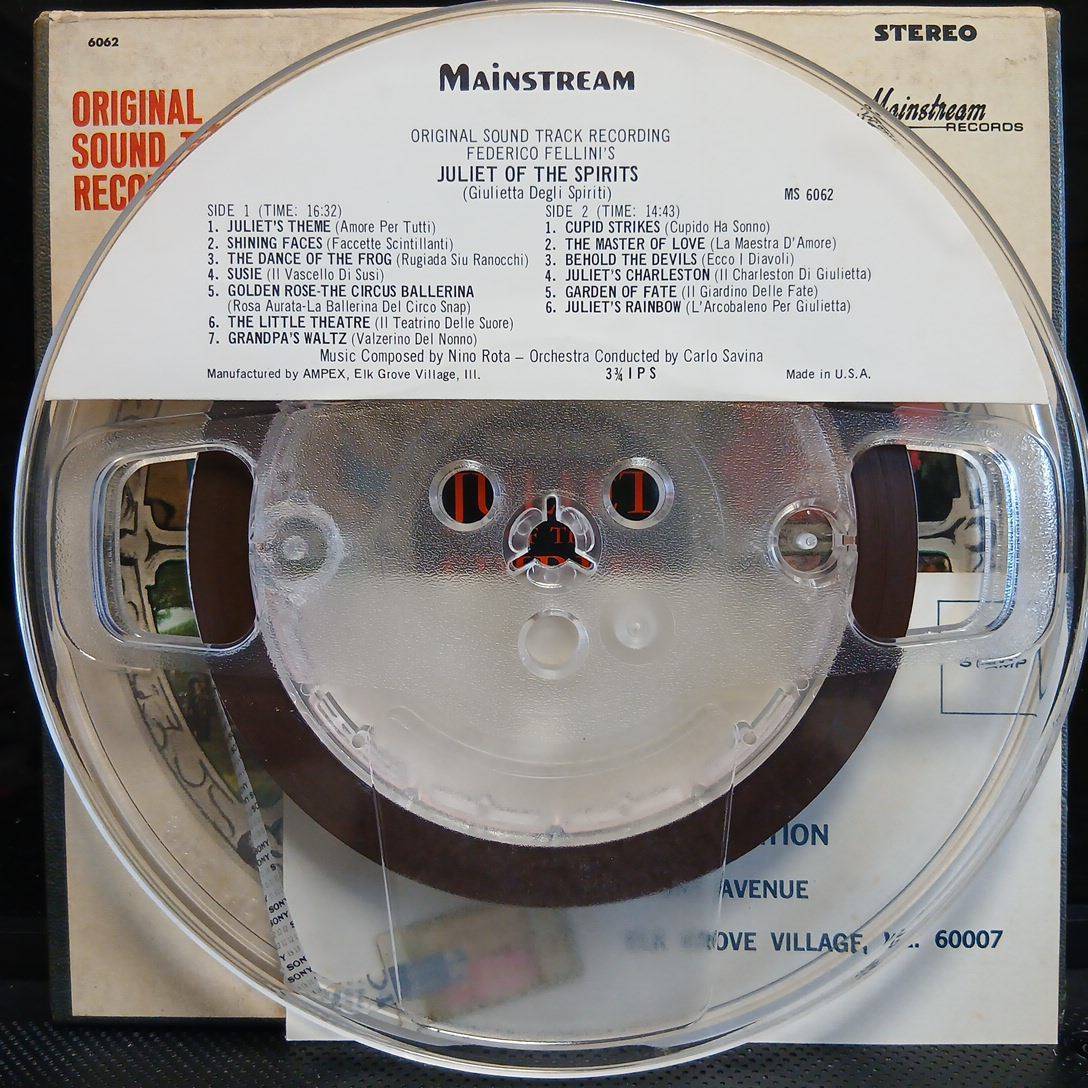 6062
STEREO
ORIGINAL
SOUND
RECO
Mainstream
RECORDS
MAINSTREAM
ORIGINAL SOUND TRACK RECORDING
FEDERICO FELLINI'S
JULIET OF THE SPIRITS
(Giulietta Degli Spiriti)
MS 6062
SIDE 1 (TIME: 16:32)
1. JULIET'S THEME (Amore Per Tutti)
2. SHINING FACES (Faccette Scintillanti)
3. THE DANCE OF THE FROG (Rugiada Siu Ranocchi)
4. SUSIE (Il Vascello Di Susi)
5. GOLDEN ROSE-THE CIRCUS BALLERINA
(Rosa Aurata-La Ballerina Del Circo Snap)
6. THE LITTLE THEATRE (Il Teatrino Delle Suore)
7. GRANDPA'S WALTZ (Valzerino Del Nonno)
SIDE 2 (TIME: 14:43)
1. CUPID STRIKES (Cupido Ha Sonno)
2. THE MASTER OF LOVE (La Maestra D'Amore)
3. BEHOLD THE DEVILS (Ecco I Diavoli)
4. JULIET'S CHARLESTON (Il Charleston Di Giulietta)
5. GARDEN OF FATE (Il Giardino Delle Fate)
6. JULIET'S RAINBOW (L'Arcobaleno Per Giulietta)
Music Composed by Nino Rota – Orchestra Conducted by Carlo Savina
Manufactured by AMPEX, Elk Grove Village, Ill.
3¾ IPS
Made in U.S.A.
AVENUE
VILLAGE, 60007
SONY
SONY
SONY
SONY